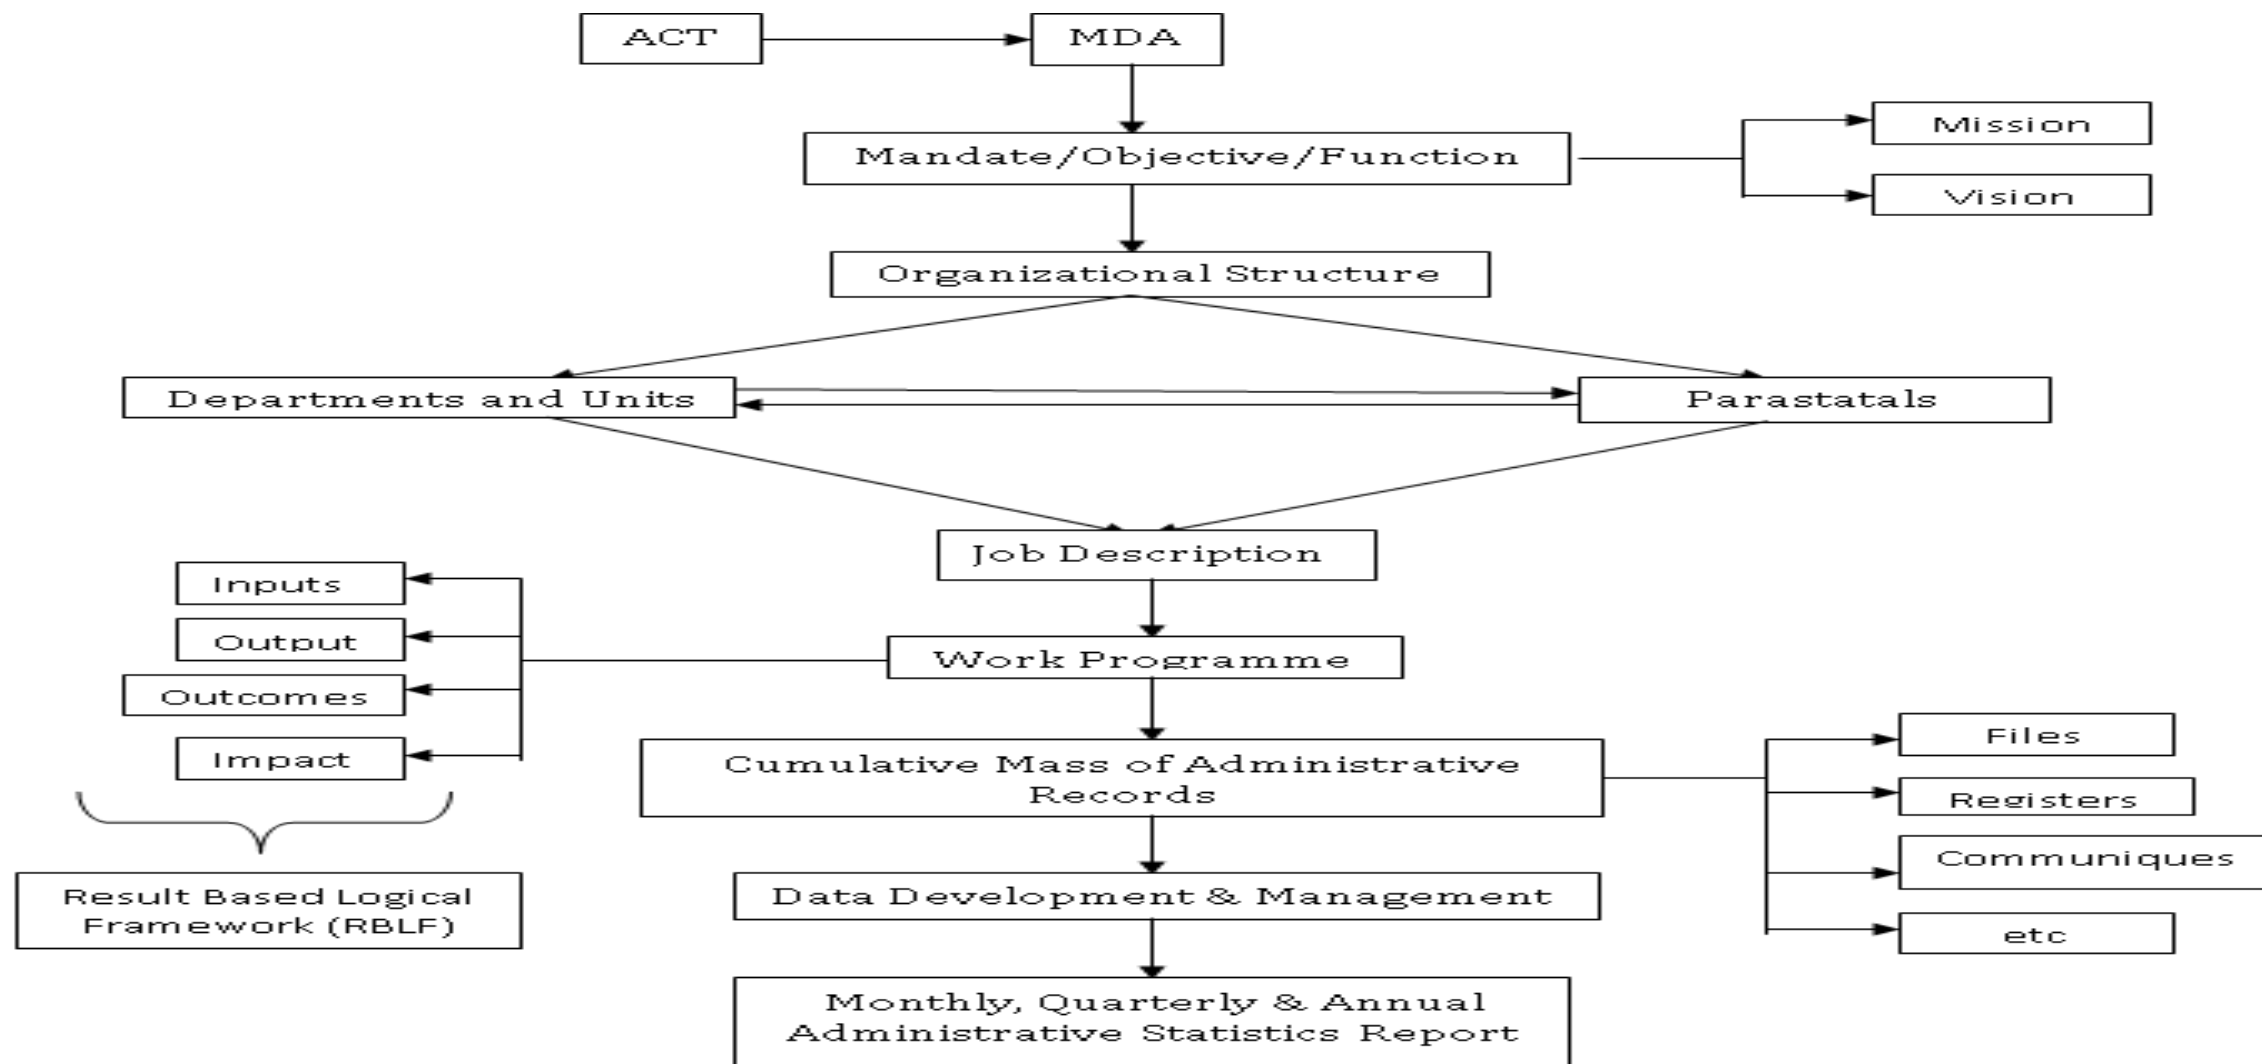 ACT
MDA
Mandate/Objective/Function
Mission
Vision
Organizational Structure
Departments and Units
Parastatals
Job Description
Inputs
Output
Outcomes
Impact
Work Programme
Cumulative Mass of Administrative
Records
Files
Registers
Communiques
etc
Result Based Logical
Framework (RBLF)
Data Development & Management
Monthly, Quarterly & Annual
Administrative Statistics Report